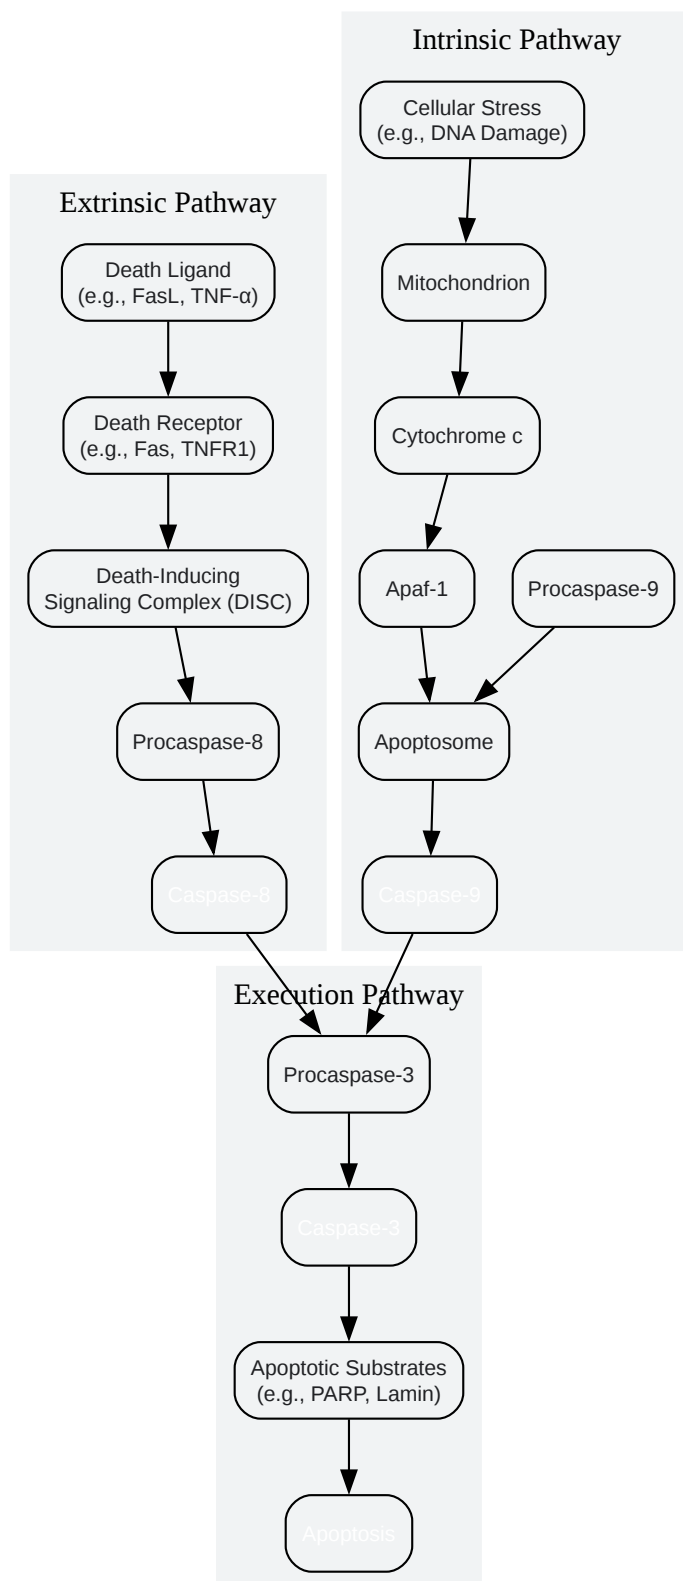 Intrinsic Pathway
Cellular Stress
(e.g., DNA Damage)
Mitochondrion
Cytochrome c
Apaf-1
Procaspase-9
Apoptosome
Caspase-9
Extrinsic Pathway
Death Ligand
(e.g., FasL, TNF-α)
Death Receptor
(e.g., Fas, TNFR1)
Death-Inducing
Signaling Complex (DISC)
Procaspase-8
Caspase-8
Execution Pathway
Procaspase-3
Caspase-3
Apoptotic Substrates
(e.g., PARP, Lamin)
Apoptosis